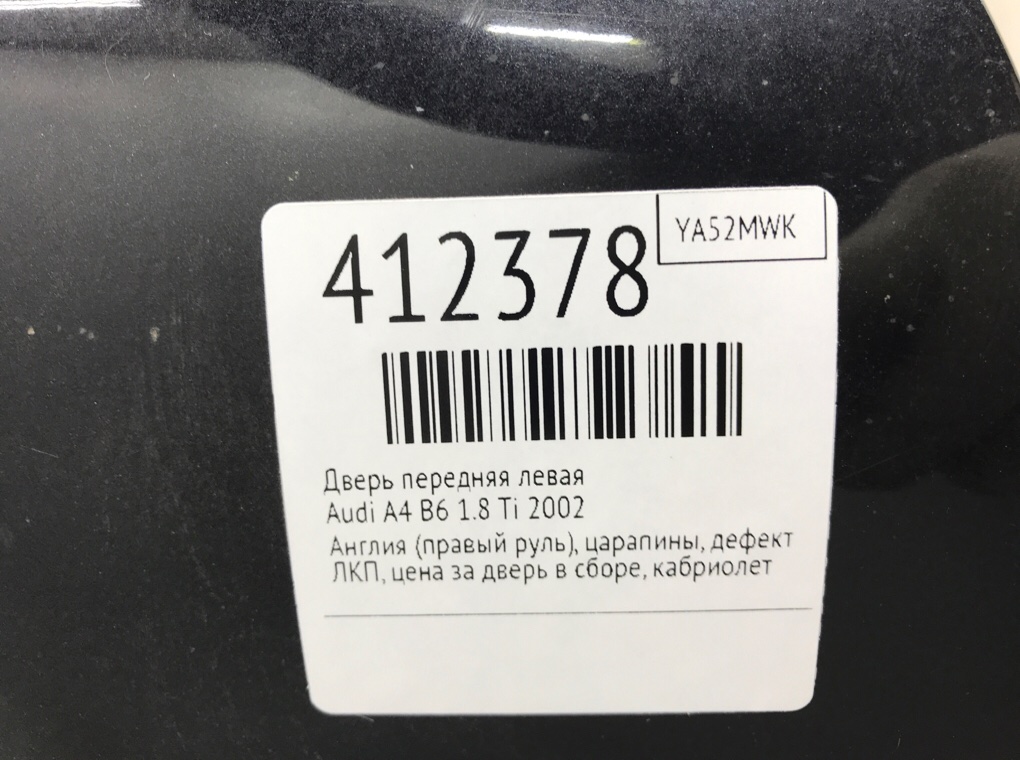 412378
YA52MWK
Дверь передняя левая
Audi A4 B6 1.8 Ti 2002
Англия (правый руль), царапины, дефект
ЛКП, цена за дверь в сборе, кабриолет